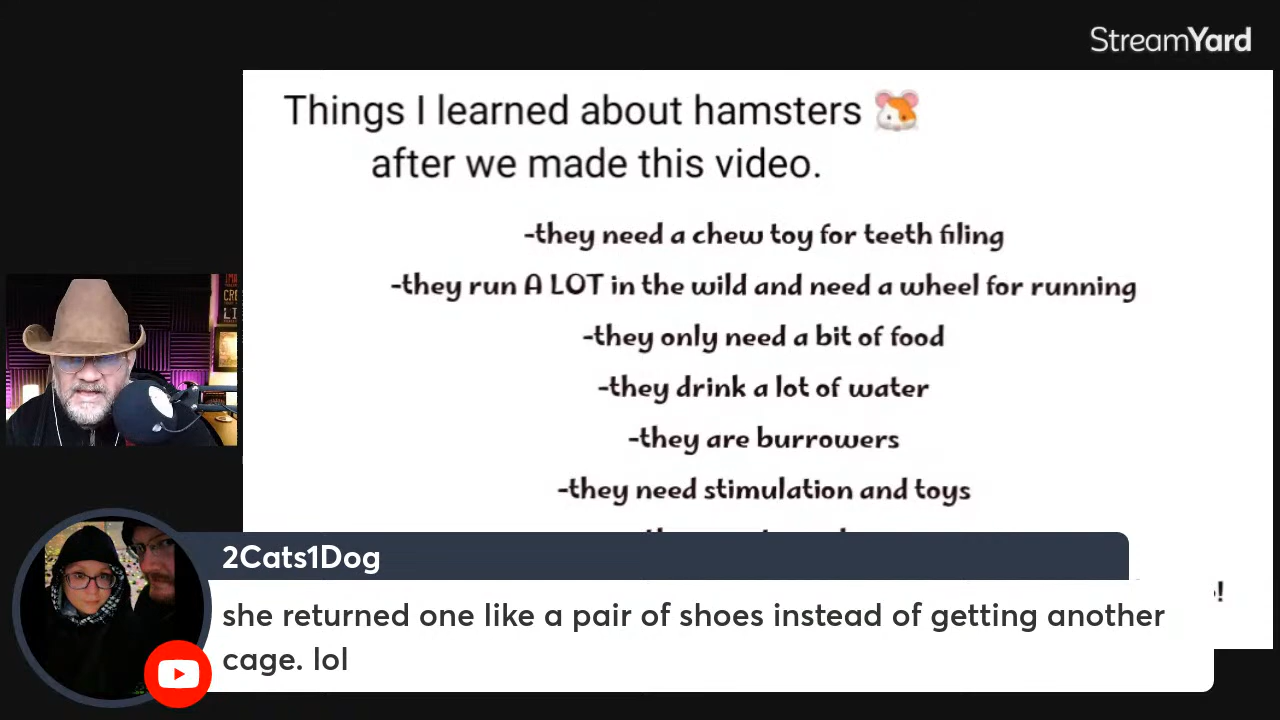 StreamYard
Things I learned about hamsters 🐹
after we made this video.
-they need a chew toy for teeth filing
-they run A LOT in the wild and need a wheel for running
-they only need a bit of food
-they drink a lot of water
-they are burrowers
-they need stimulation and toys
2Cats1Dog
she returned one like a pair of shoes instead of getting another
cage. lol